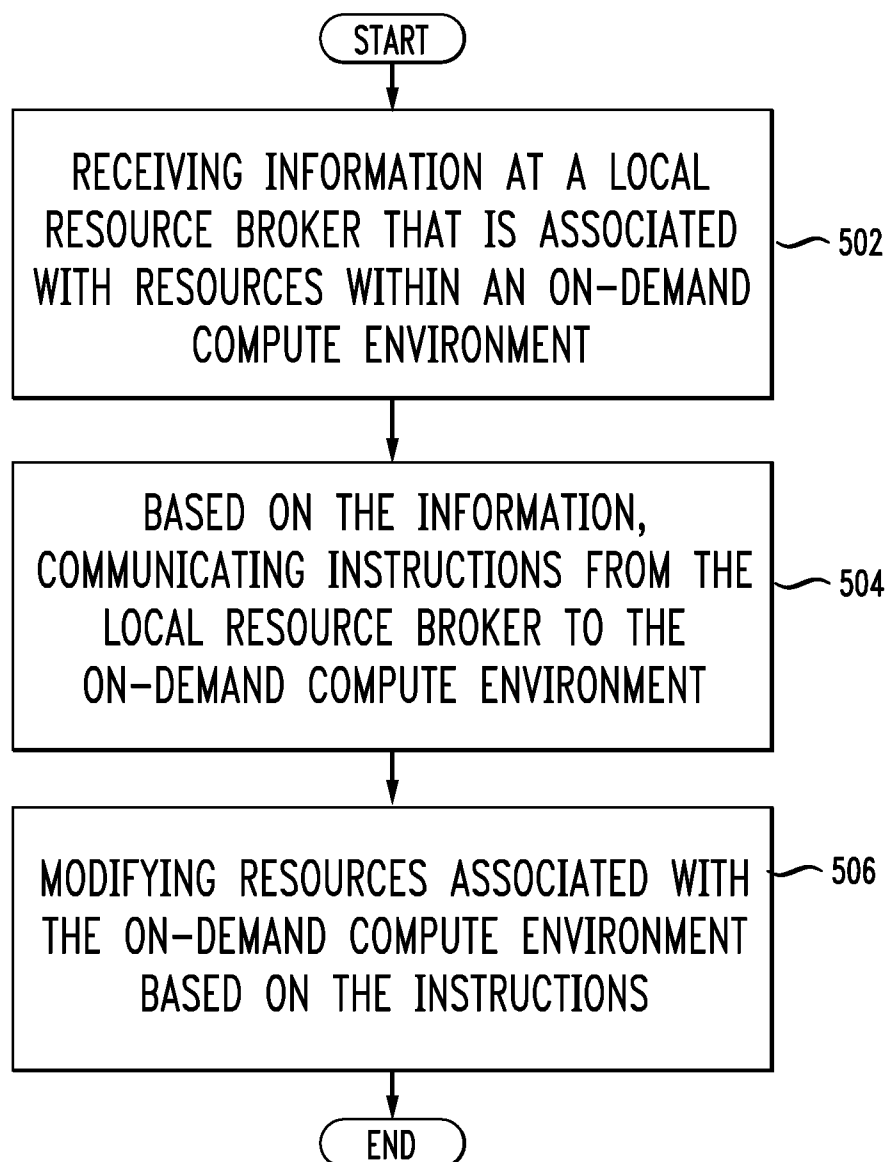 START
RECEIVING INFORMATION AT A LOCAL
RESOURCE BROKER THAT IS ASSOCIATED
WITH RESOURCES WITHIN AN ON-DEMAND
COMPUTE ENVIRONMENT
502
BASED ON THE INFORMATION,
COMMUNICATING INSTRUCTIONS FROM THE
LOCAL RESOURCE BROKER TO THE
ON-DEMAND COMPUTE ENVIRONMENT
504
MODIFYING RESOURCES ASSOCIATED WITH
THE ON-DEMAND COMPUTE ENVIRONMENT
BASED ON THE INSTRUCTIONS
506
END